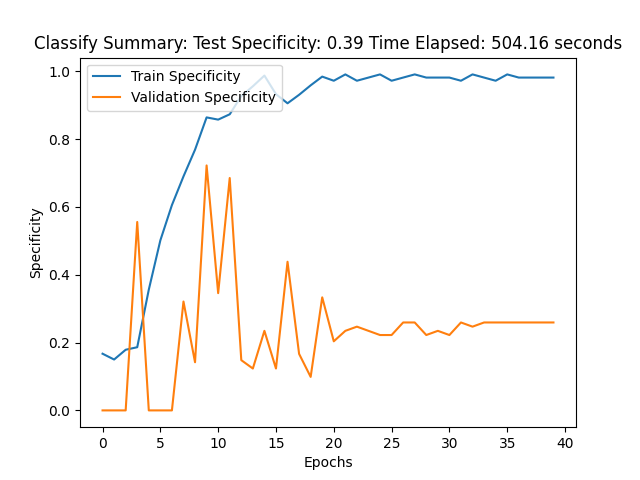 Classify Summary: Test Specificity: 0.39 Time Elapsed: 504.16 seconds
Train Specificity
Validation Specificity
Specificity
1.0
0.8
0.6
0.4
0.2
0.0
0 5 10 15 20 25 30 35 40
Epochs